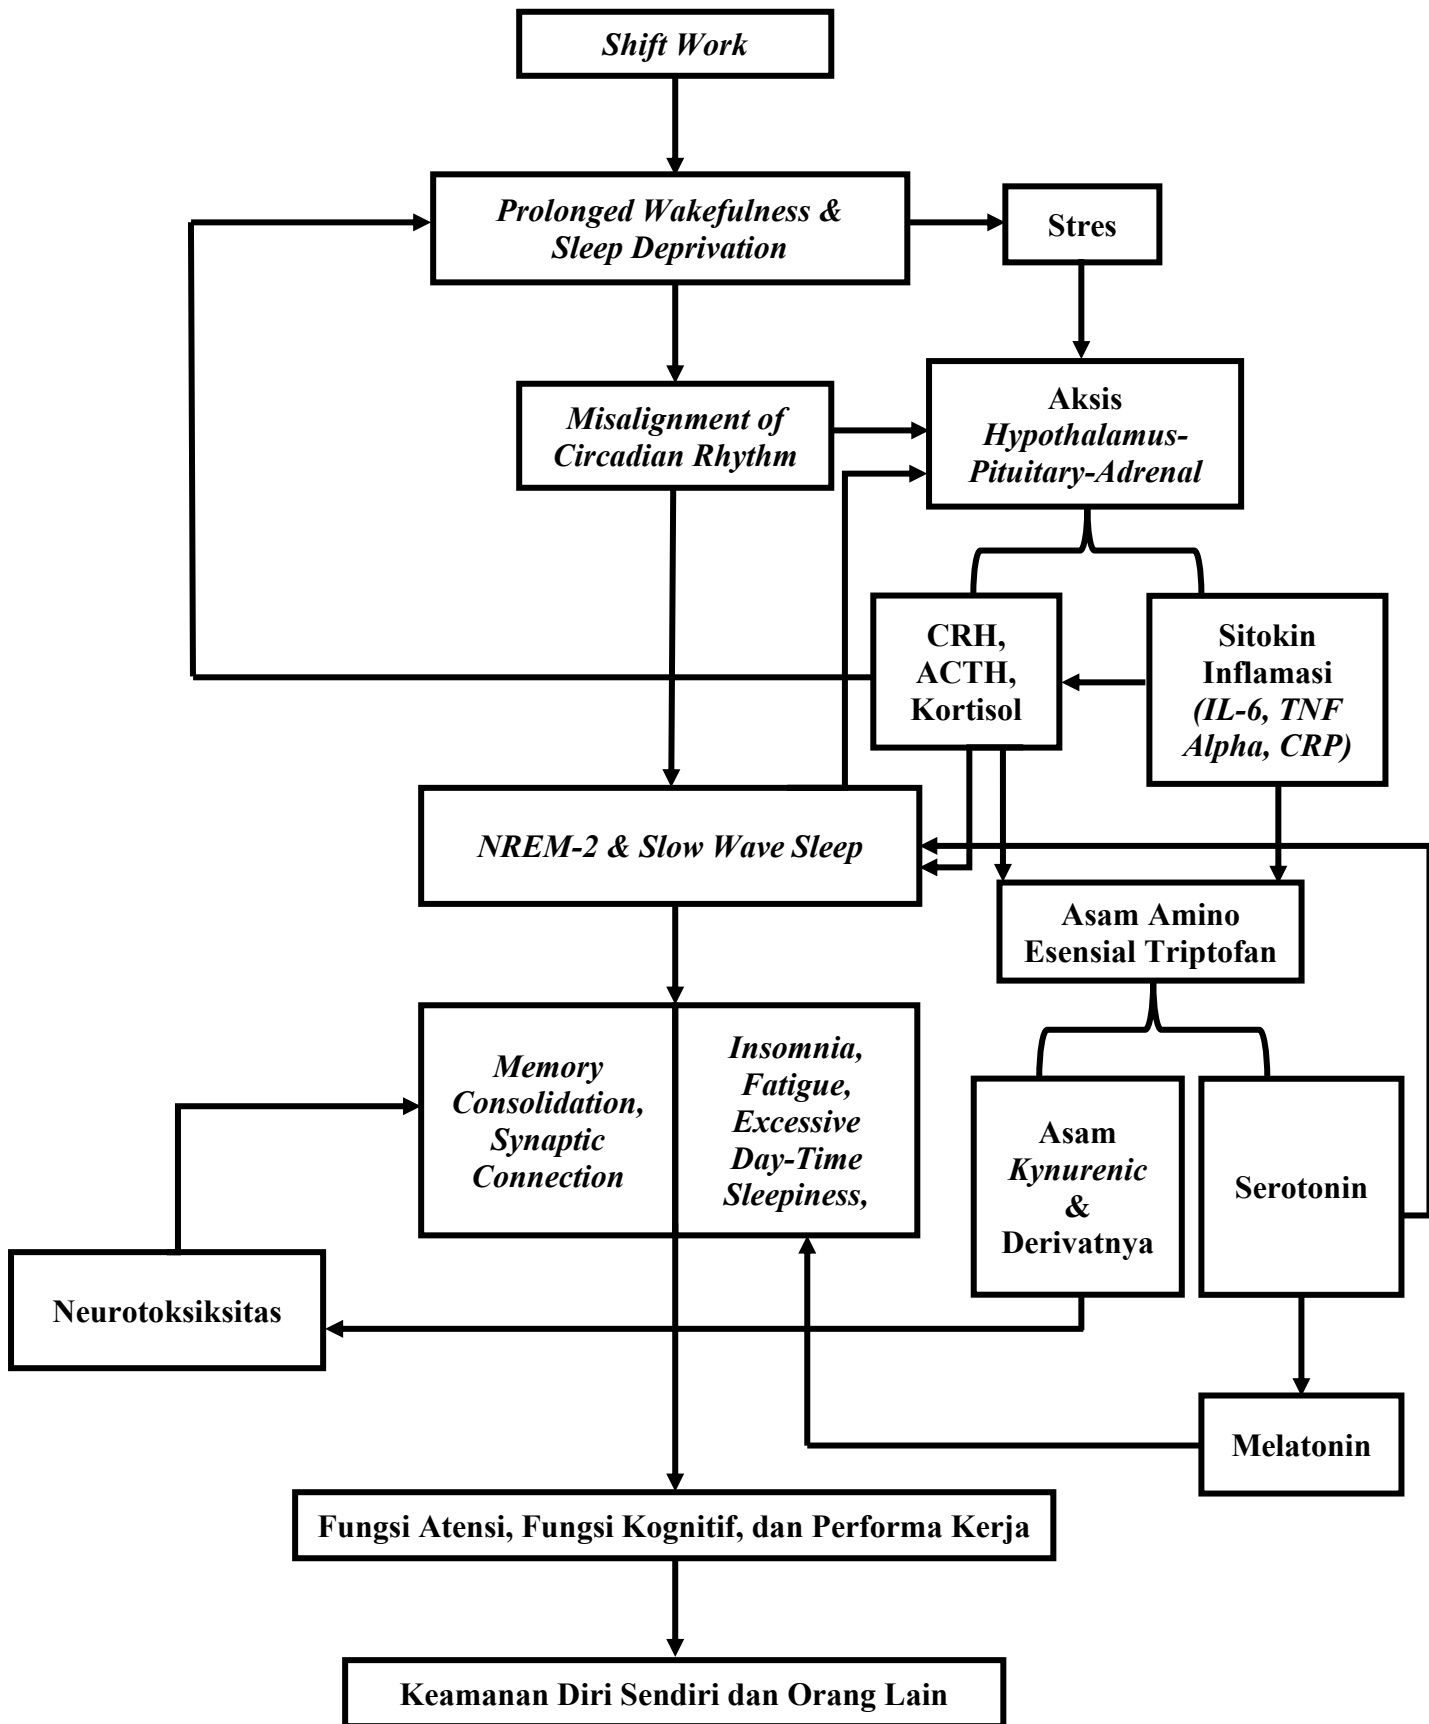 Shift Work
Prolonged Wakefulness &
Sleep Deprivation
Stres
Misalignment of
Circadian Rhythm
Aksis
Hypothalamus-
Pituitary-Adrenal
CRH,
ACTH,
Kortisol
Sitokin
Inflamasi
(IL-6, TNF
Alpha, CRP)
NREM-2 & Slow Wave Sleep
Asam Amino
Esensial Triptofan
Memory
Consolidation,
Synaptic
Connection
Insomnia,
Fatigue,
Excessive
Day-Time
Sleepiness,
Asam
Kynurenic
&
Derivatnya
Serotonin
Neurotoksiksitas
Melatonin
Fungsi Atensi, Fungsi Kognitif, dan Performa Kerja
Keamanan Diri Sendiri dan Orang Lain